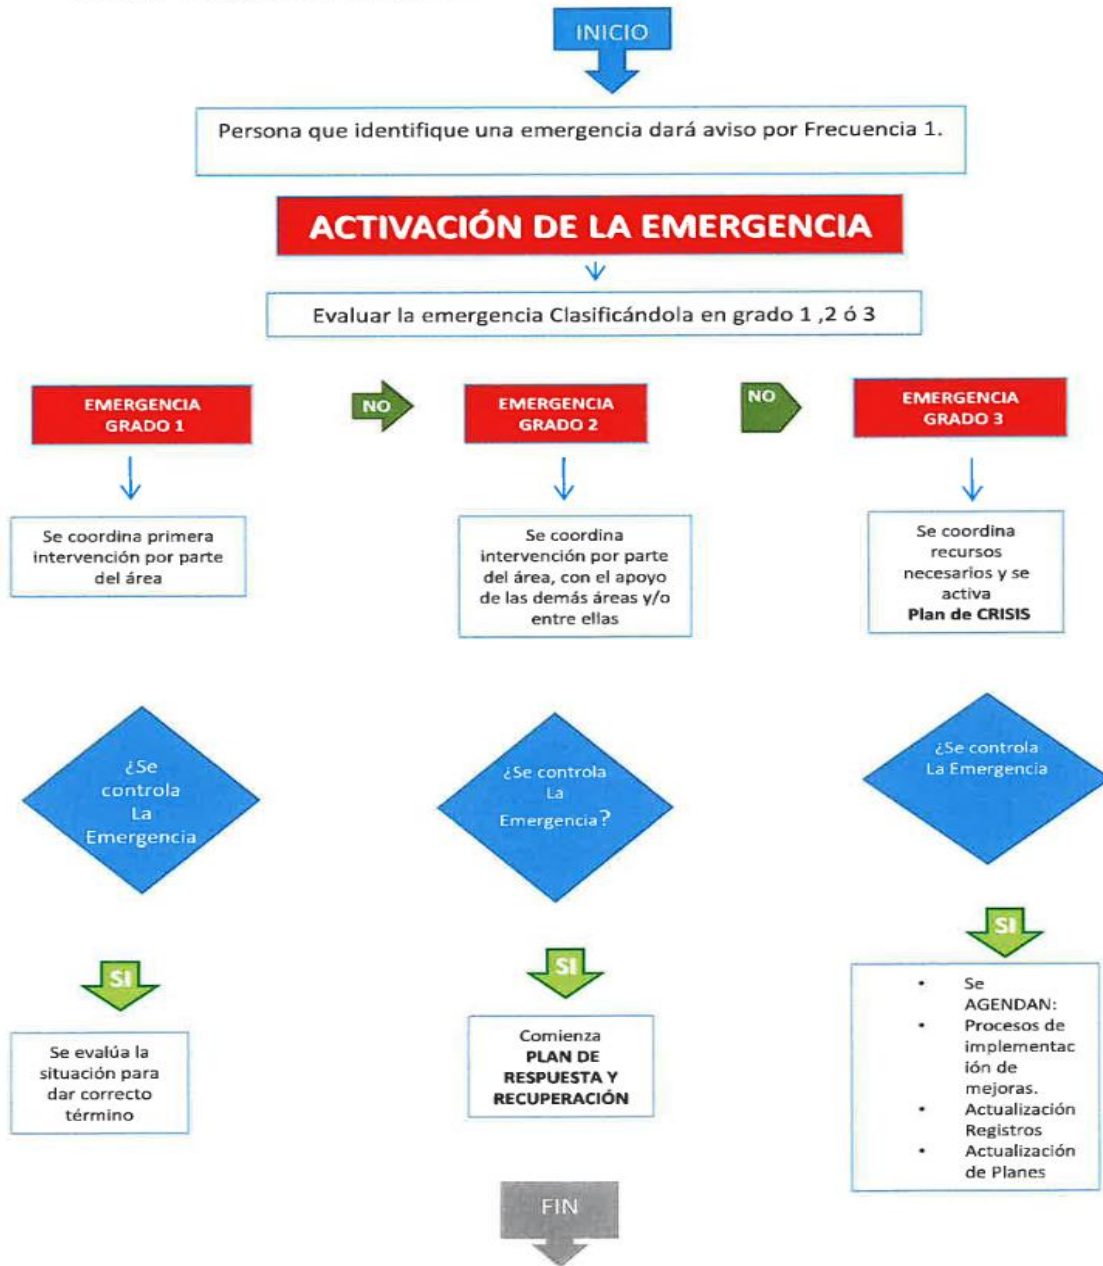 INICIO
Persona que identifique una emergencia dará aviso por Frecuencia 1.
ACTIVACIÓN DE LA EMERGENCIA
Evaluar la emergencia Clasificándola en grado 1 ,2 ó 3
EMERGENCIA
GRADO 1
NO
EMERGENCIA
GRADO 2
NO
EMERGENCIA
GRADO 3
Se coordina primera
intervención por parte
del área
Se coordina
intervención por parte
del área, con el apoyo
de las demás áreas y/o
entre ellas
Se coordina
recursos
necesarios y se
activa
Plan de CRISIS
¿Se
controla
La
Emergencia
¿Se controla
La
Emergencia?
¿Se controla
La Emergencia
SI
Se evalúa la
situación para
dar correcto
término
SI
Comienza
PLAN DE
RESPUESTA Y
RECUPERACIÓN
SI
• Se
AGENDAN:
• Procesos de
implementac
ión de
mejoras.
• Actualización
Registros
• Actualización
de Planes
FIN